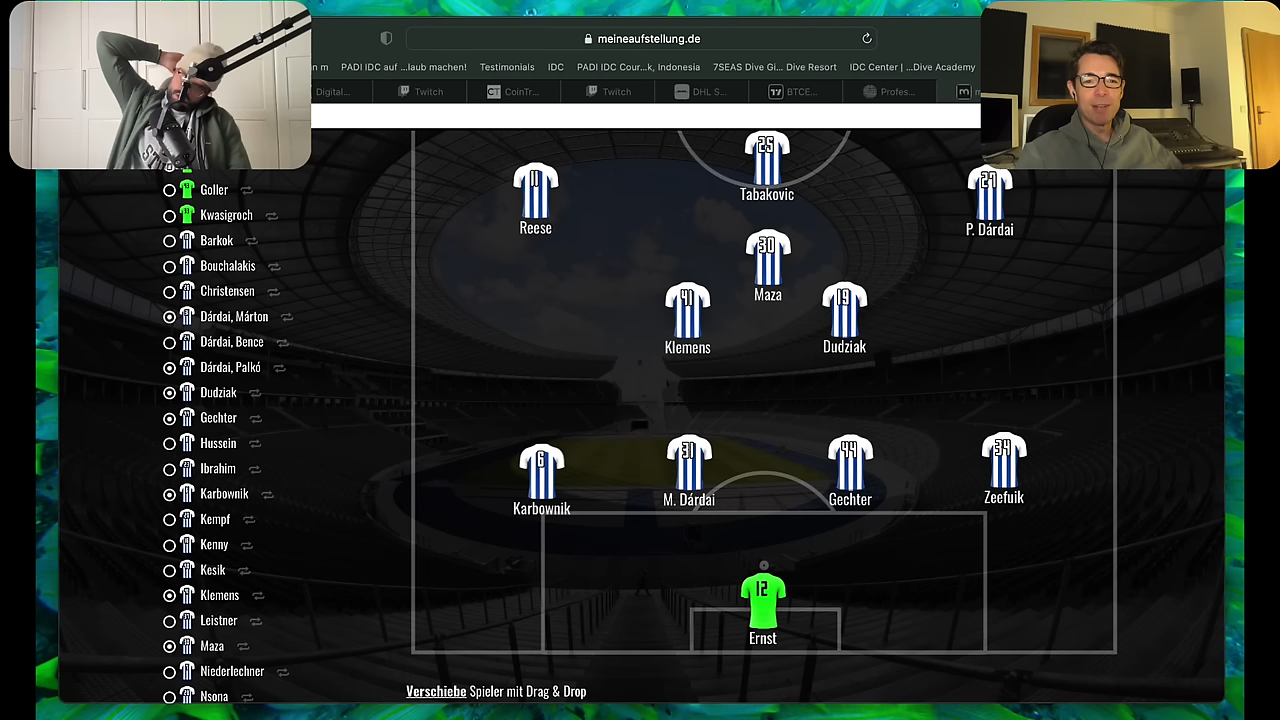 meineaufstellung.de
n m PADI IDC auf ...laub machen! Testimonials IDC PADI IDC Cour...k, Indonesia 7SEAS Dive Gi... Dive Resort IDC Center | ...Dive Academy
Digital... Twitch CT CoinTr... Twitch DHL S... BTCE... Profes... m
25
Tabakovic
11
Reese
27
P. Dárdai
30
Maza
41
Klemens
19
Dudziak
6
Karbownik
31
M. Dárdai
44
Gechter
34
Zeefuik
12
Ernst
Goller
Kwasigroch
Barkok
Bouchalakis
Christensen
Dárdai, Márton
Dárdai, Bence
Dárdai, Palkó
Dudziak
Gechter
Hussein
Ibrahim
Karbownik
Kempf
Kenny
Kesik
Klemens
Leistner
Maza
Niederlechner
Nsona
Verschiebe Spieler mit Drag & Drop